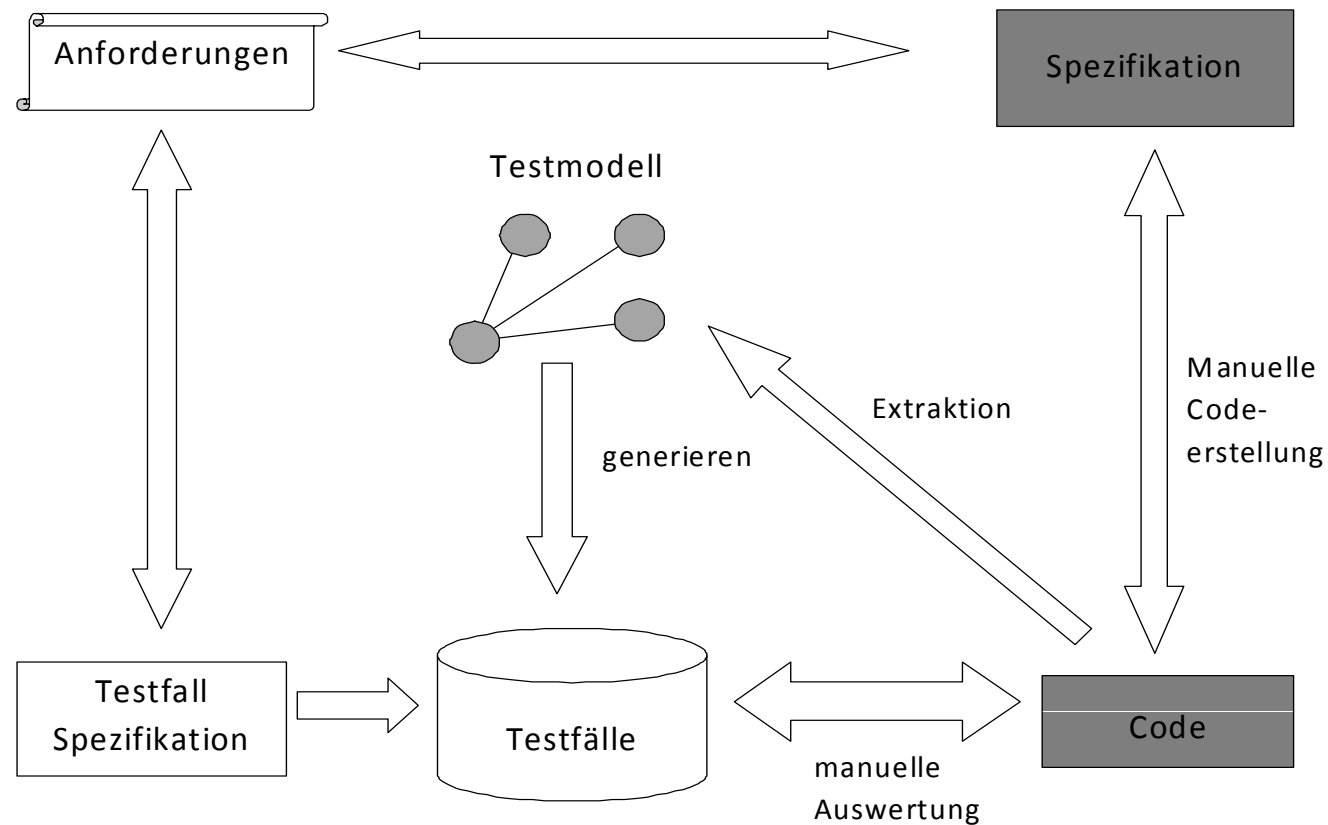 Anforderungen
Spezifikation
Testmodell
Manuelle
Code-
erstellung
Extraktion
generieren
Testfall
Spezifikation
Testfälle
Code
manuelle
Auswertung